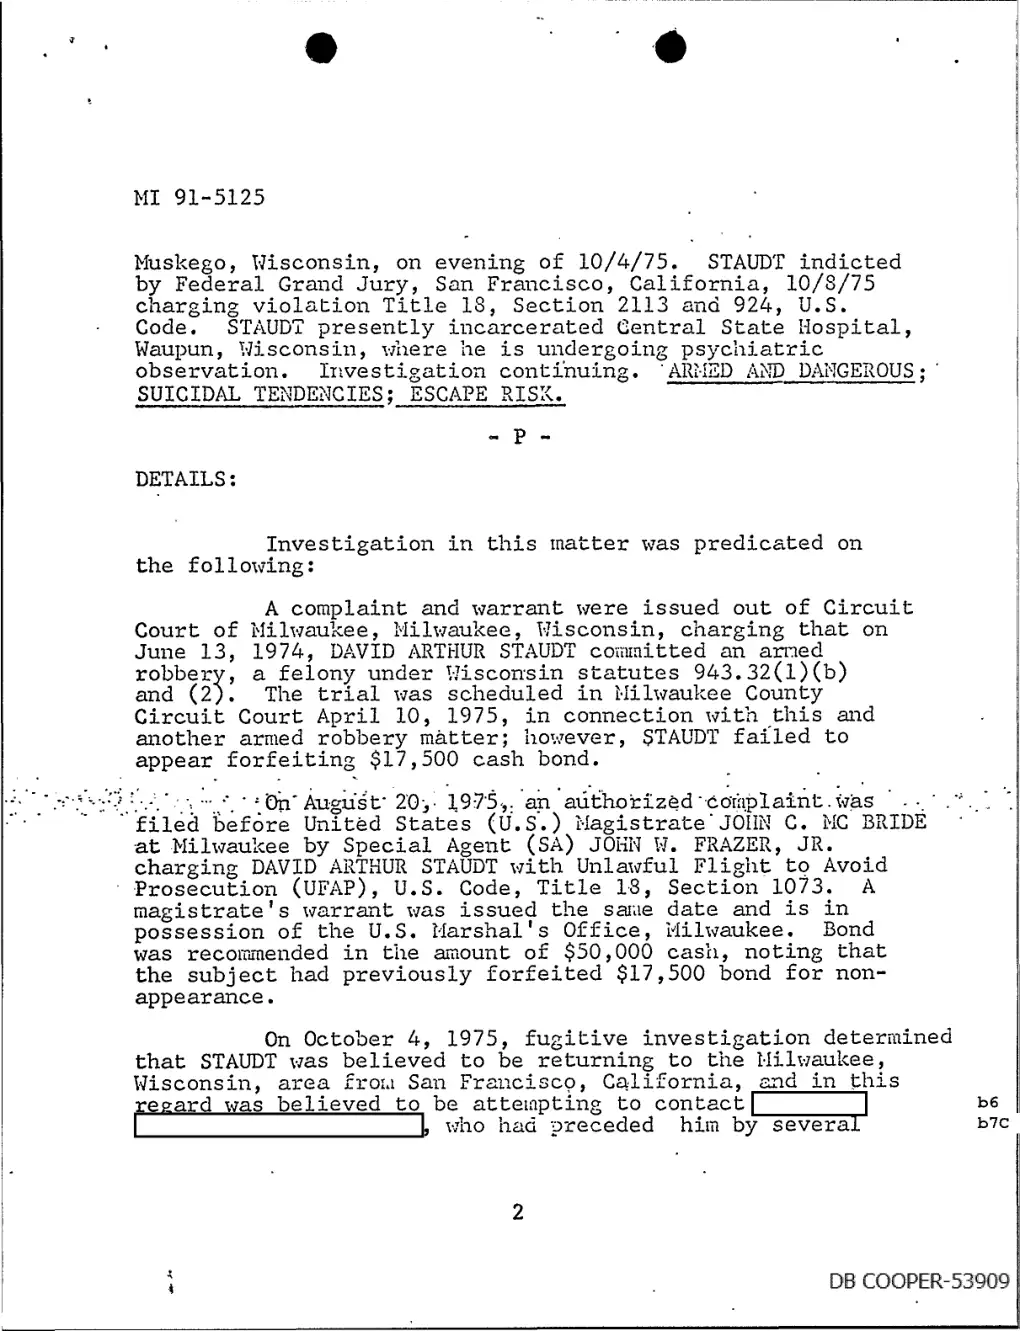 MI 91-5125
Muskego, Wisconsin, on evening of 10/4/75. STAUDT indicted
by Federal Grand Jury, San Francisco, California, 10/8/75
charging violation Title 18, Section 2113 and 924, U.S.
Code. STAUDT presently incarcerated Central State Hospital,
Waupun, Wisconsin, where he is undergoing psychiatric
observation. Investigation continuing. ARMED AND DANGEROUS;
SUICIDAL TENDENCIES; ESCAPE RISK.
- P -
DETAILS:
Investigation in this matter was predicated on
the following:
A complaint and warrant were issued out of Circuit
Court of Milwaukee, Milwaukee, Wisconsin, charging that on
June 13, 1974, DAVID ARTHUR STAUDT committed an armed
robbery, a felony under Wisconsin statutes 943.32(1)(b)
and (2). The trial was scheduled in Milwaukee County
Circuit Court April 10, 1975, in connection with this and
another armed robbery matter; however, STAUDT failed to
appear forfeiting $17,500 cash bond.
On August 20, 1975, an authorized complaint was
filed before United States (U.S.) Magistrate JOHN C. MC BRIDE
at Milwaukee by Special Agent (SA) JOHN W. FRAZER, JR.
charging DAVID ARTHUR STAUDT with Unlawful Flight to Avoid
Prosecution (UFAP), U.S. Code, Title 18, Section 1073. A
magistrate's warrant was issued the same date and is in
possession of the U.S. Marshal's Office, Milwaukee. Bond
was recommended in the amount of $50,000 cash, noting that
the subject had previously forfeited $17,500 bond for non-
appearance.
On October 4, 1975, fugitive investigation determined
that STAUDT was believed to be returning to the Milwaukee,
Wisconsin, area from San Francisco, California, and in this
regard was believed to be attempting to contact
b6
, who had preceded him by several
b7C
2
DB COOPER-53909